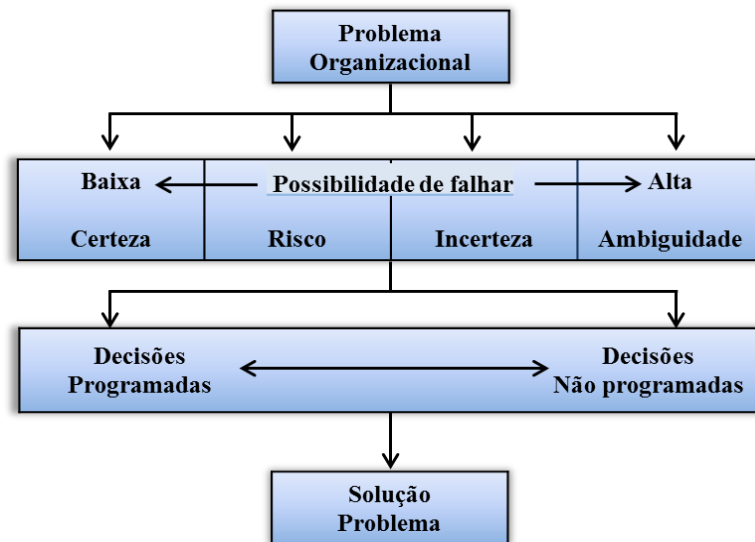 Problema
Organizacional
Baixa Possibilidade de falhar Alta
Certeza Risco Incerteza Ambiguidade
Decisões
Programadas
Decisões
Não programadas
Solução
Problema